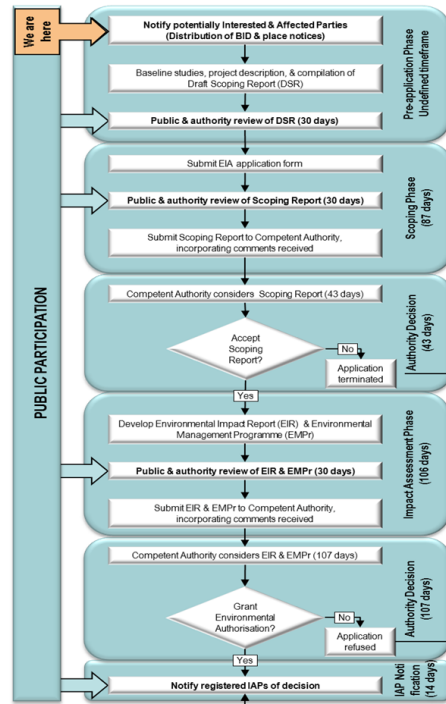 We are
here
PUBLIC PARTICIPATION
Notify potentially Interested & Affected Parties
(Distribution of BID & place notices)
Baseline studies, project description, & compilation of
Draft Scoping Report (DSR)
Public & authority review of DSR (30 days)
Pre-application Phase
Undefined timeframe
Submit EIA application form
Public & authority review of Scoping Report (30 days)
Submit Scoping Report to Competent Authority,
incorporating comments received
Scoping Phase
(87 days)
Competent Authority considers Scoping Report (43 days)
Accept
Scoping
Report?
No
Application
terminated
Yes
Authority Decision
(43 days)
Develop Environmental Impact Report (EIR) & Environmental
Management Programme (EMPr)
Public & authority review of EIR & EMPr (30 days)
Submit EIR & EMPr to Competent Authority,
incorporating comments received
Impact Assessment Phase
(106 days)
Competent Authority considers EIR & EMPr (107 days)
Grant
Environmental
Authorisation?
No
Application
refused
Yes
Authority Decision
(107 days)
Notify registered IAPs of decision
IAP Noti
fication
(14 days)